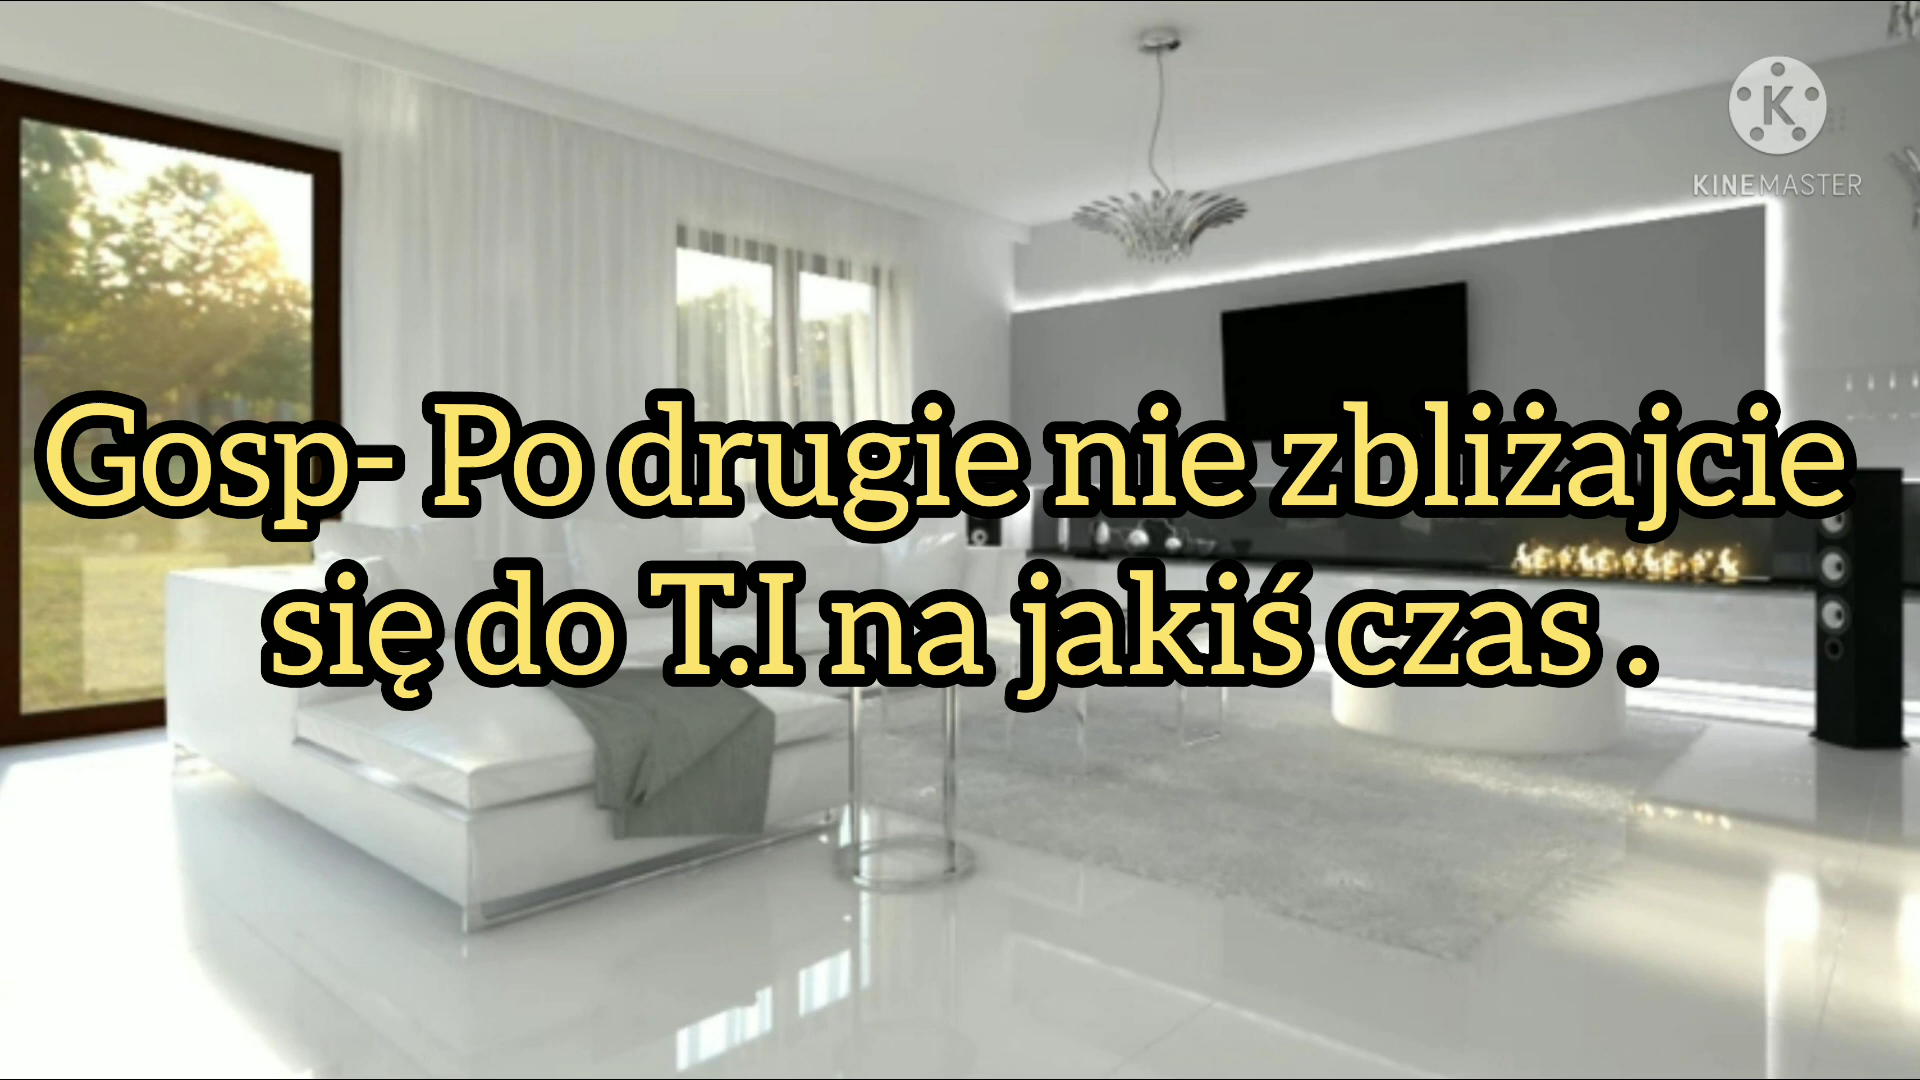 K
KINEMASTER
Gosp- Po drugie nie zbliżajcie
się do T.I na jakiś czas .